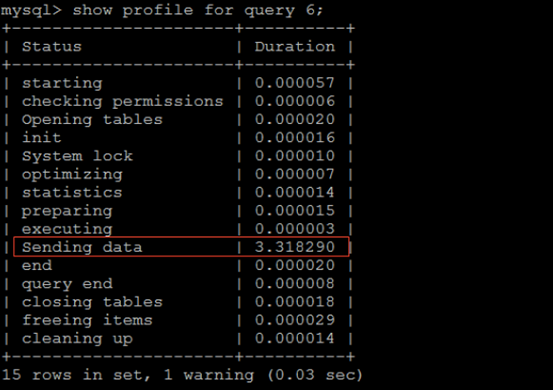 mysql> show profile for query 6;
+----------------------+----------+
| Status               | Duration |
+----------------------+----------+
| starting             | 0.000057 |
| checking permissions | 0.000006 |
| Opening tables       | 0.000020 |
| init                 | 0.000016 |
| System lock          | 0.000010 |
| optimizing           | 0.000007 |
| statistics           | 0.000014 |
| preparing            | 0.000015 |
| executing            | 0.000003 |
| Sending data         | 3.318290 |
| end                  | 0.000020 |
| query end            | 0.000008 |
| closing tables       | 0.000018 |
| freeing items        | 0.000029 |
| cleaning up          | 0.000014 |
+----------------------+----------+
15 rows in set, 1 warning (0.03 sec)